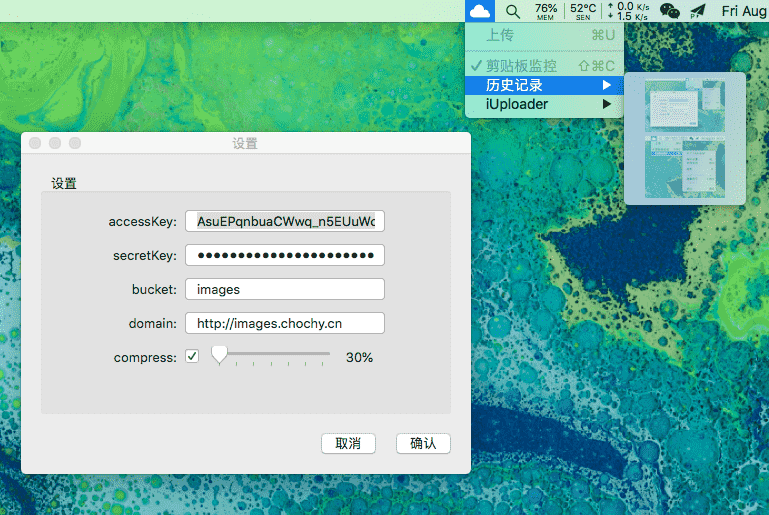 76% MEM
52°C SEN
↑ 0.0 K/s
↓ 1.5 K/s
Fri Aug
上传 ⌘U
✓ 剪贴板监控 ⇧⌘C
历史记录 ▶
iUploader ▶
设置
设置
accessKey: AsuEPqnbuaCWwq_n5EUuWc
secretKey: ●●●●●●●●●●●●●●●●●●●●●●
bucket: images
domain: http://images.chochy.cn
compress: ✓ 30%
取消 确认